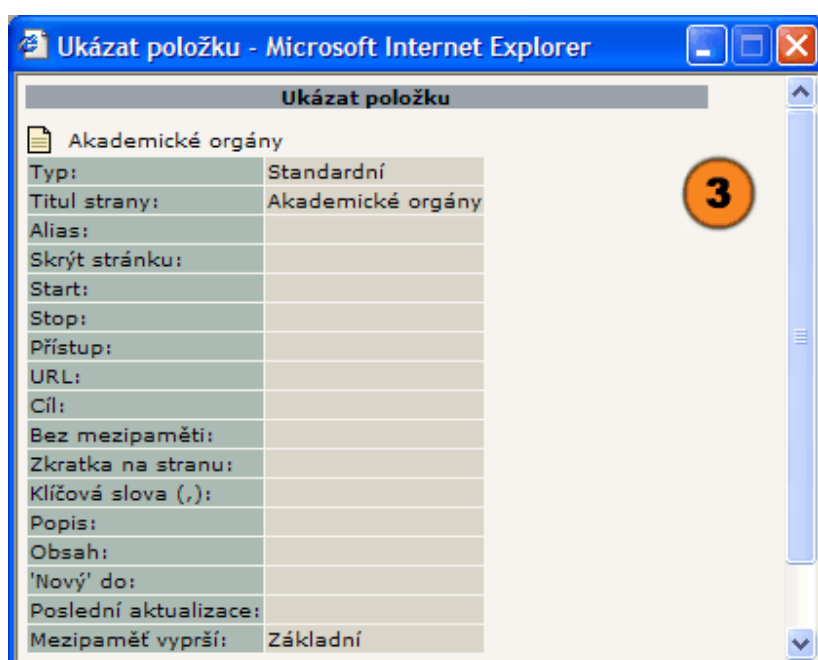 Ukázat položku - Microsoft Internet Explorer
Ukázat položku
Akademické orgány
Typ: Standardní
3
Titul strany: Akademické orgány
Alias:
Skrýt stránku:
Start:
Stop:
Přístup:
URL:
Cíl:
Bez mezipaměti:
Zkratka na stranu:
Klíčová slova (,):
Popis:
Obsah:
'Nový' do:
Poslední aktualizace:
Mezipaměť vyprší: Základní